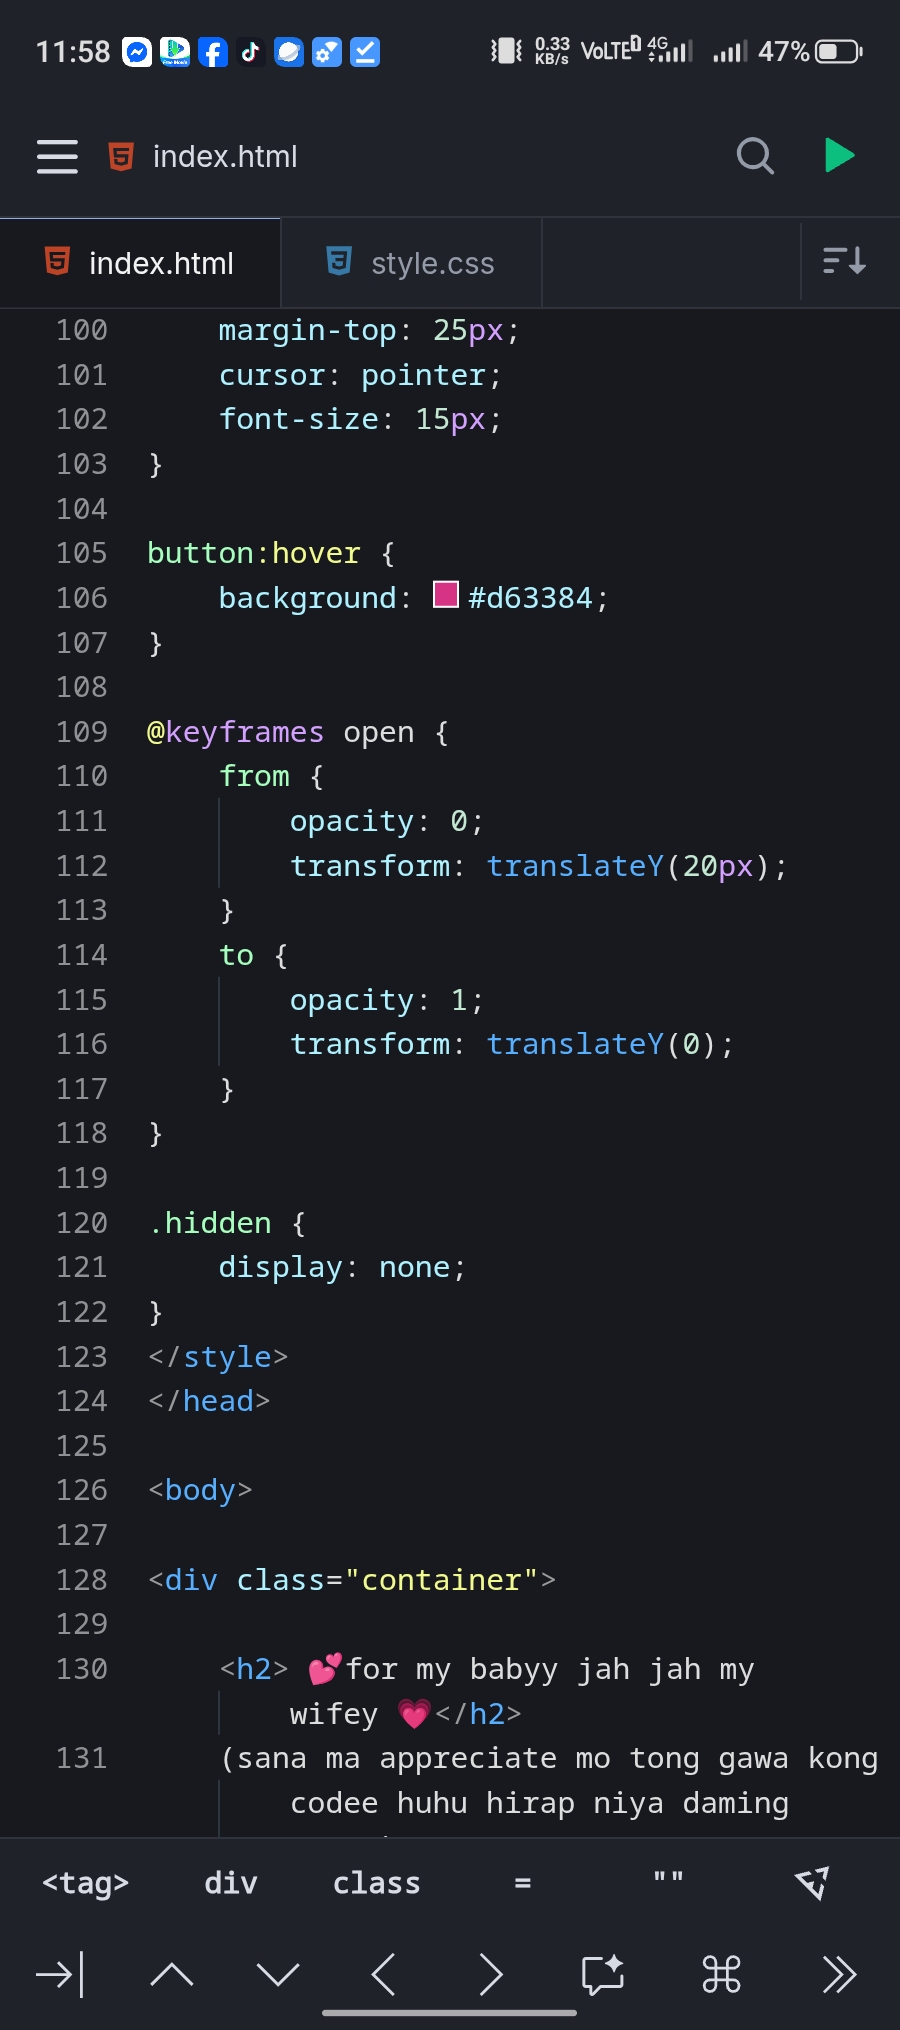 11:58 0.33 KB/s VoLTE 4G 47%
index.html
index.html style.css
100 margin-top: 25px;
101 cursor: pointer;
102 font-size: 15px;
103 }
104
105 button:hover {
106 background: #d63384;
107 }
108
109 @keyframes open {
110 from {
111 opacity: 0;
112 transform: translateY(20px);
113 }
114 to {
115 opacity: 1;
116 transform: translateY(0);
117 }
118 }
119
120 .hidden {
121 display: none;
122 }
123 </style>
124 </head>
125
126 <body>
127
128 <div class="container">
129
130 <h2> 💕for my babyy jah jah my
wifey 💗</h2>
131 (sana ma appreciate mo tong gawa kong
codee huhu hirap niya daming
<tag> div class = ""